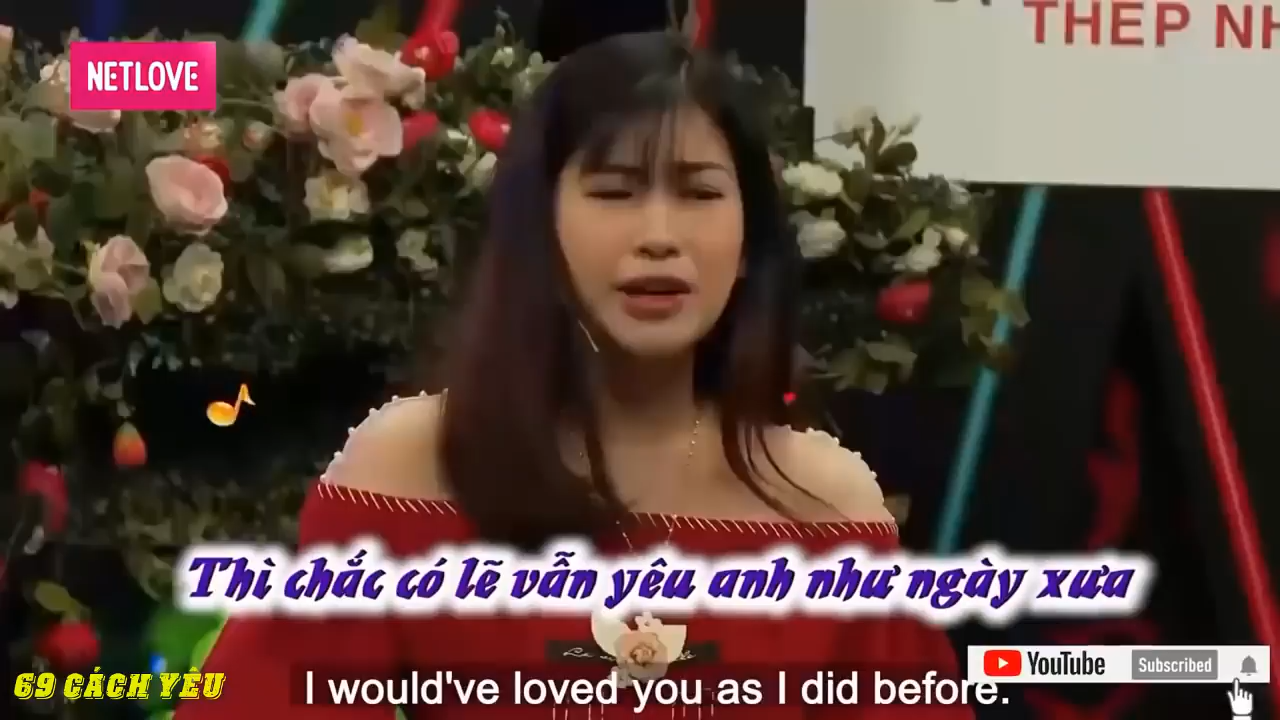 THEP NH
NETLOVE
Thì chắc có lẽ vẫn yêu anh như ngày xưa
YouTube
Subscribed
69 CÁCH YÊU
I would've loved you as I did before.